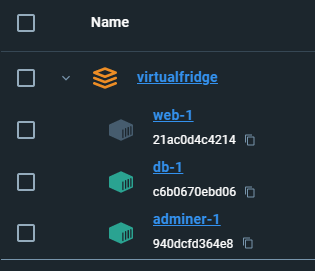 Name
virtualfridge
web-1
21ac0d4c4214
db-1
c6b0670ebd06
adminer-1
940dcfd364e8